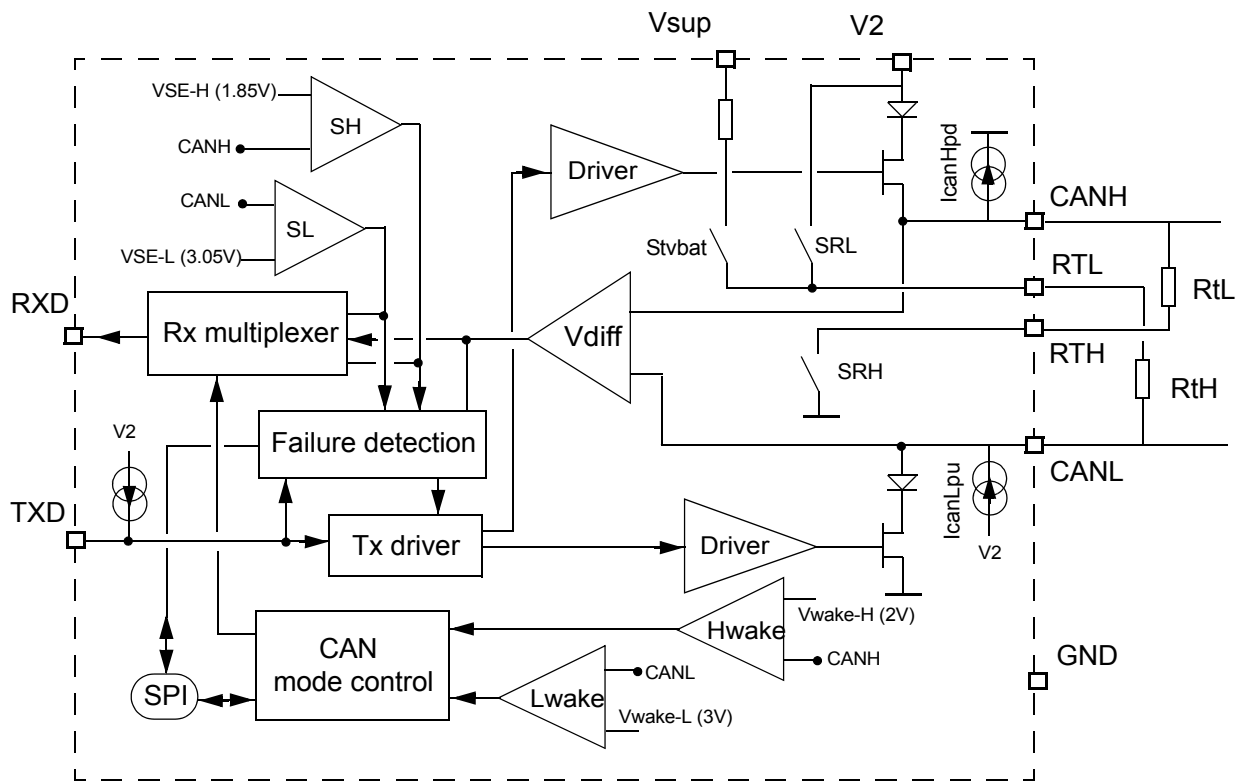 Vsup
V2
VSE-H (1.85V)
SH
CANH
Driver
IcanHpd
CANL
SL
VSE-L (3.05V)
CANH
Stvbat
SRL
RTL
RtL
RXD
Rx multiplexer
Vdiff
RTH
SRH
RtH
V2
Failure detection
CANL
TXD
Tx driver
Driver
IcanLpu
V2
CAN
mode control
Hwake
Vwake-H (2V)
CANH
GND
SPI
Lwake
CANL
Vwake-L (3V)